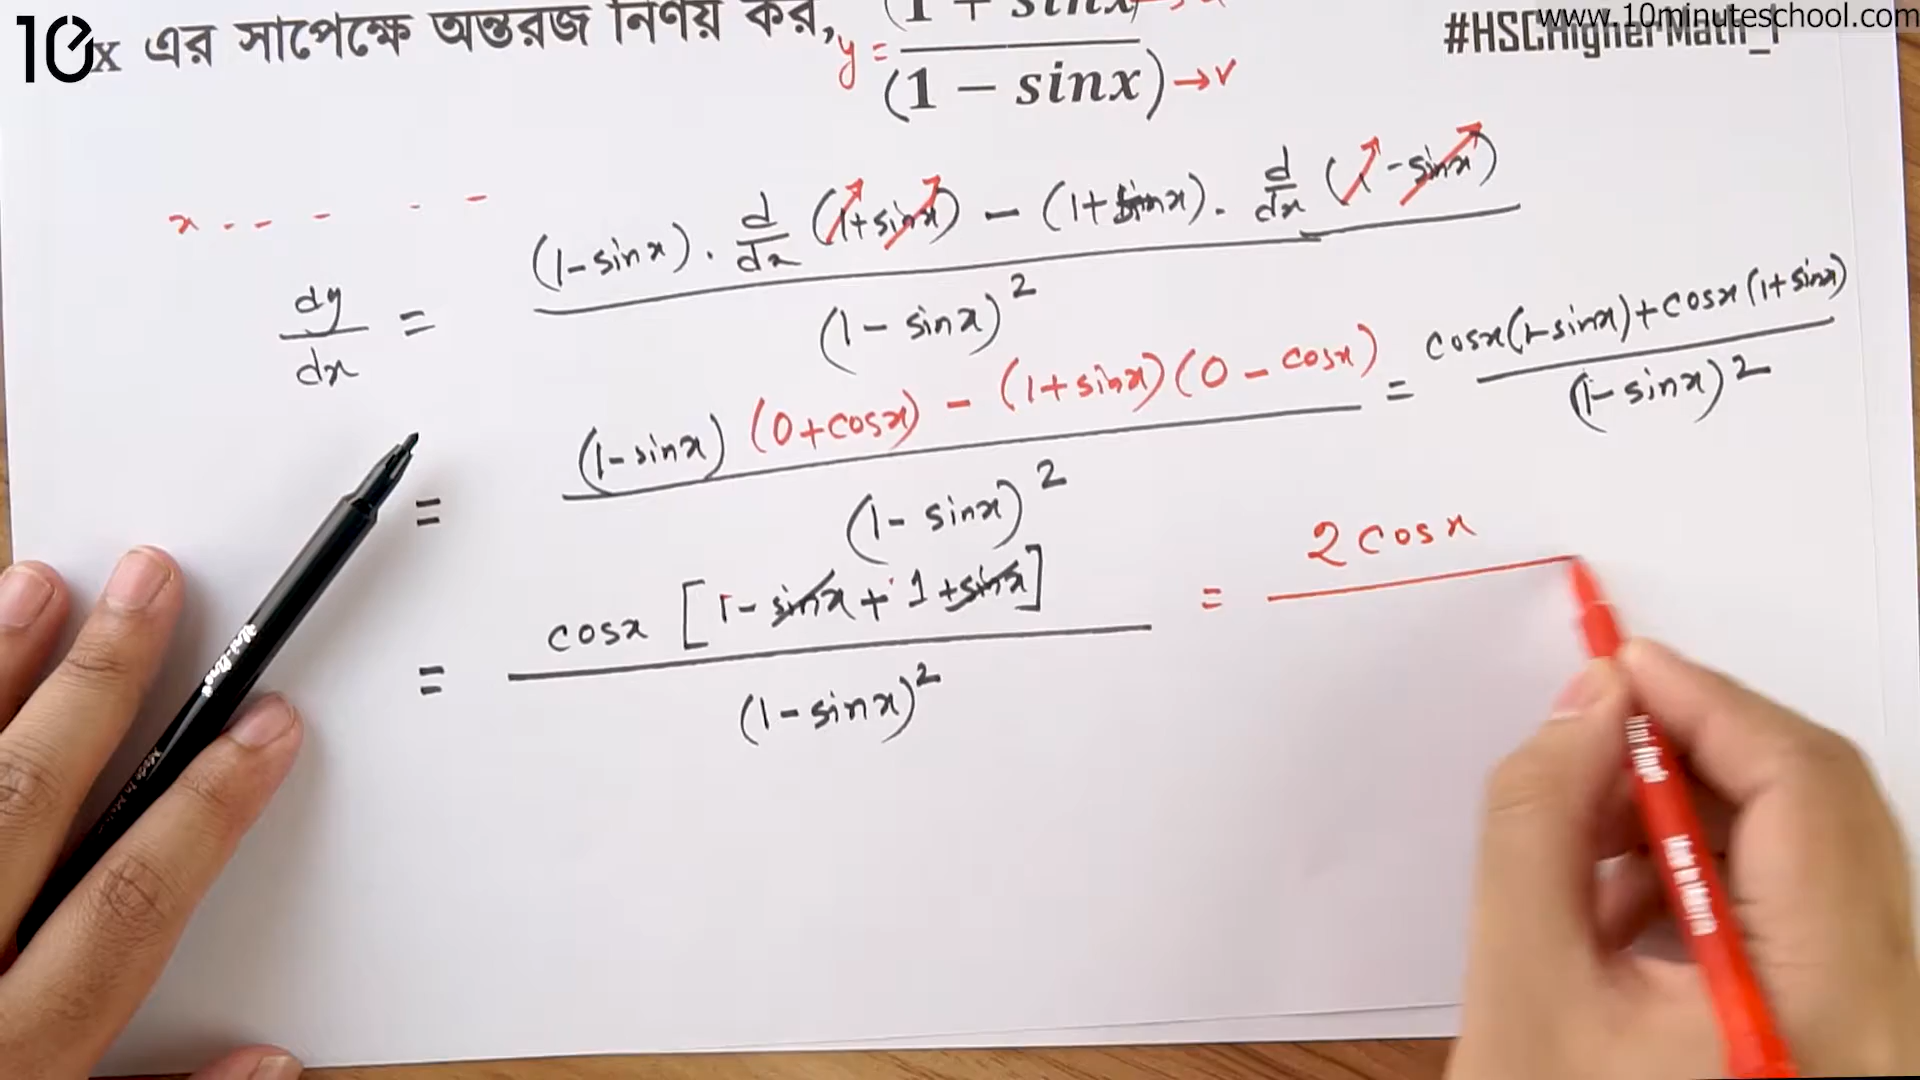 www.10minuteschool.com
10
x এর সাপেক্ষে অন্তরজ নির্ণয় কর, y = (1 + sinx)
#HSCHigherMath_1
(1 − sinx) → v
x
dy/dx = (1-sinx). d/dx (1+sinx) - (1+sinx). d/dx (1-sinx)
(1 - sinx)^2
= (1-sinx) (0+cosx) - (1+sinx)(0 - cosx)
(1 - sinx)^2
= cosx(1-sinx)+cosx(1+sinx)
(1-sinx)^2
= cosx [1-sinx+1+sinx]
(1-sinx)^2
= 2cosx